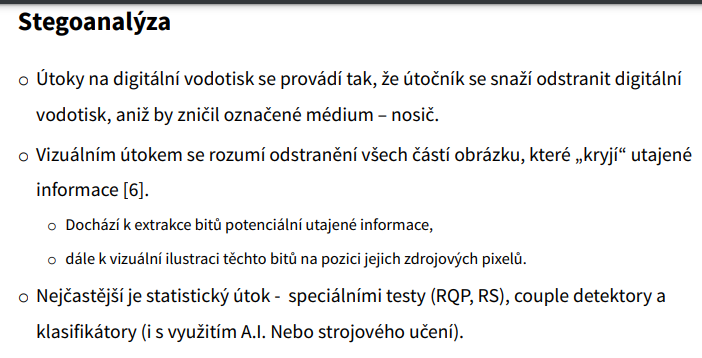 Stegoanalýza
○ Útoky na digitální vodotisk se provádí tak, že útočník se snaží odstranit digitální
vodotisk, aniž by zničil označené médium – nosič.
○ Vizuálním útokem se rozumí odstranění všech částí obrázku, které „kryjí“ utajené
informace [6].
○ Dochází k extrakce bitů potenciální utajené informace,
○ dále k vizuální ilustraci těchto bitů na pozici jejich zdrojových pixelů.
○ Nejčastější je statistický útok - speciálními testy (RQP, RS), couple detektory a
klasifikátory (i s využitím A.I. Nebo strojového učení).